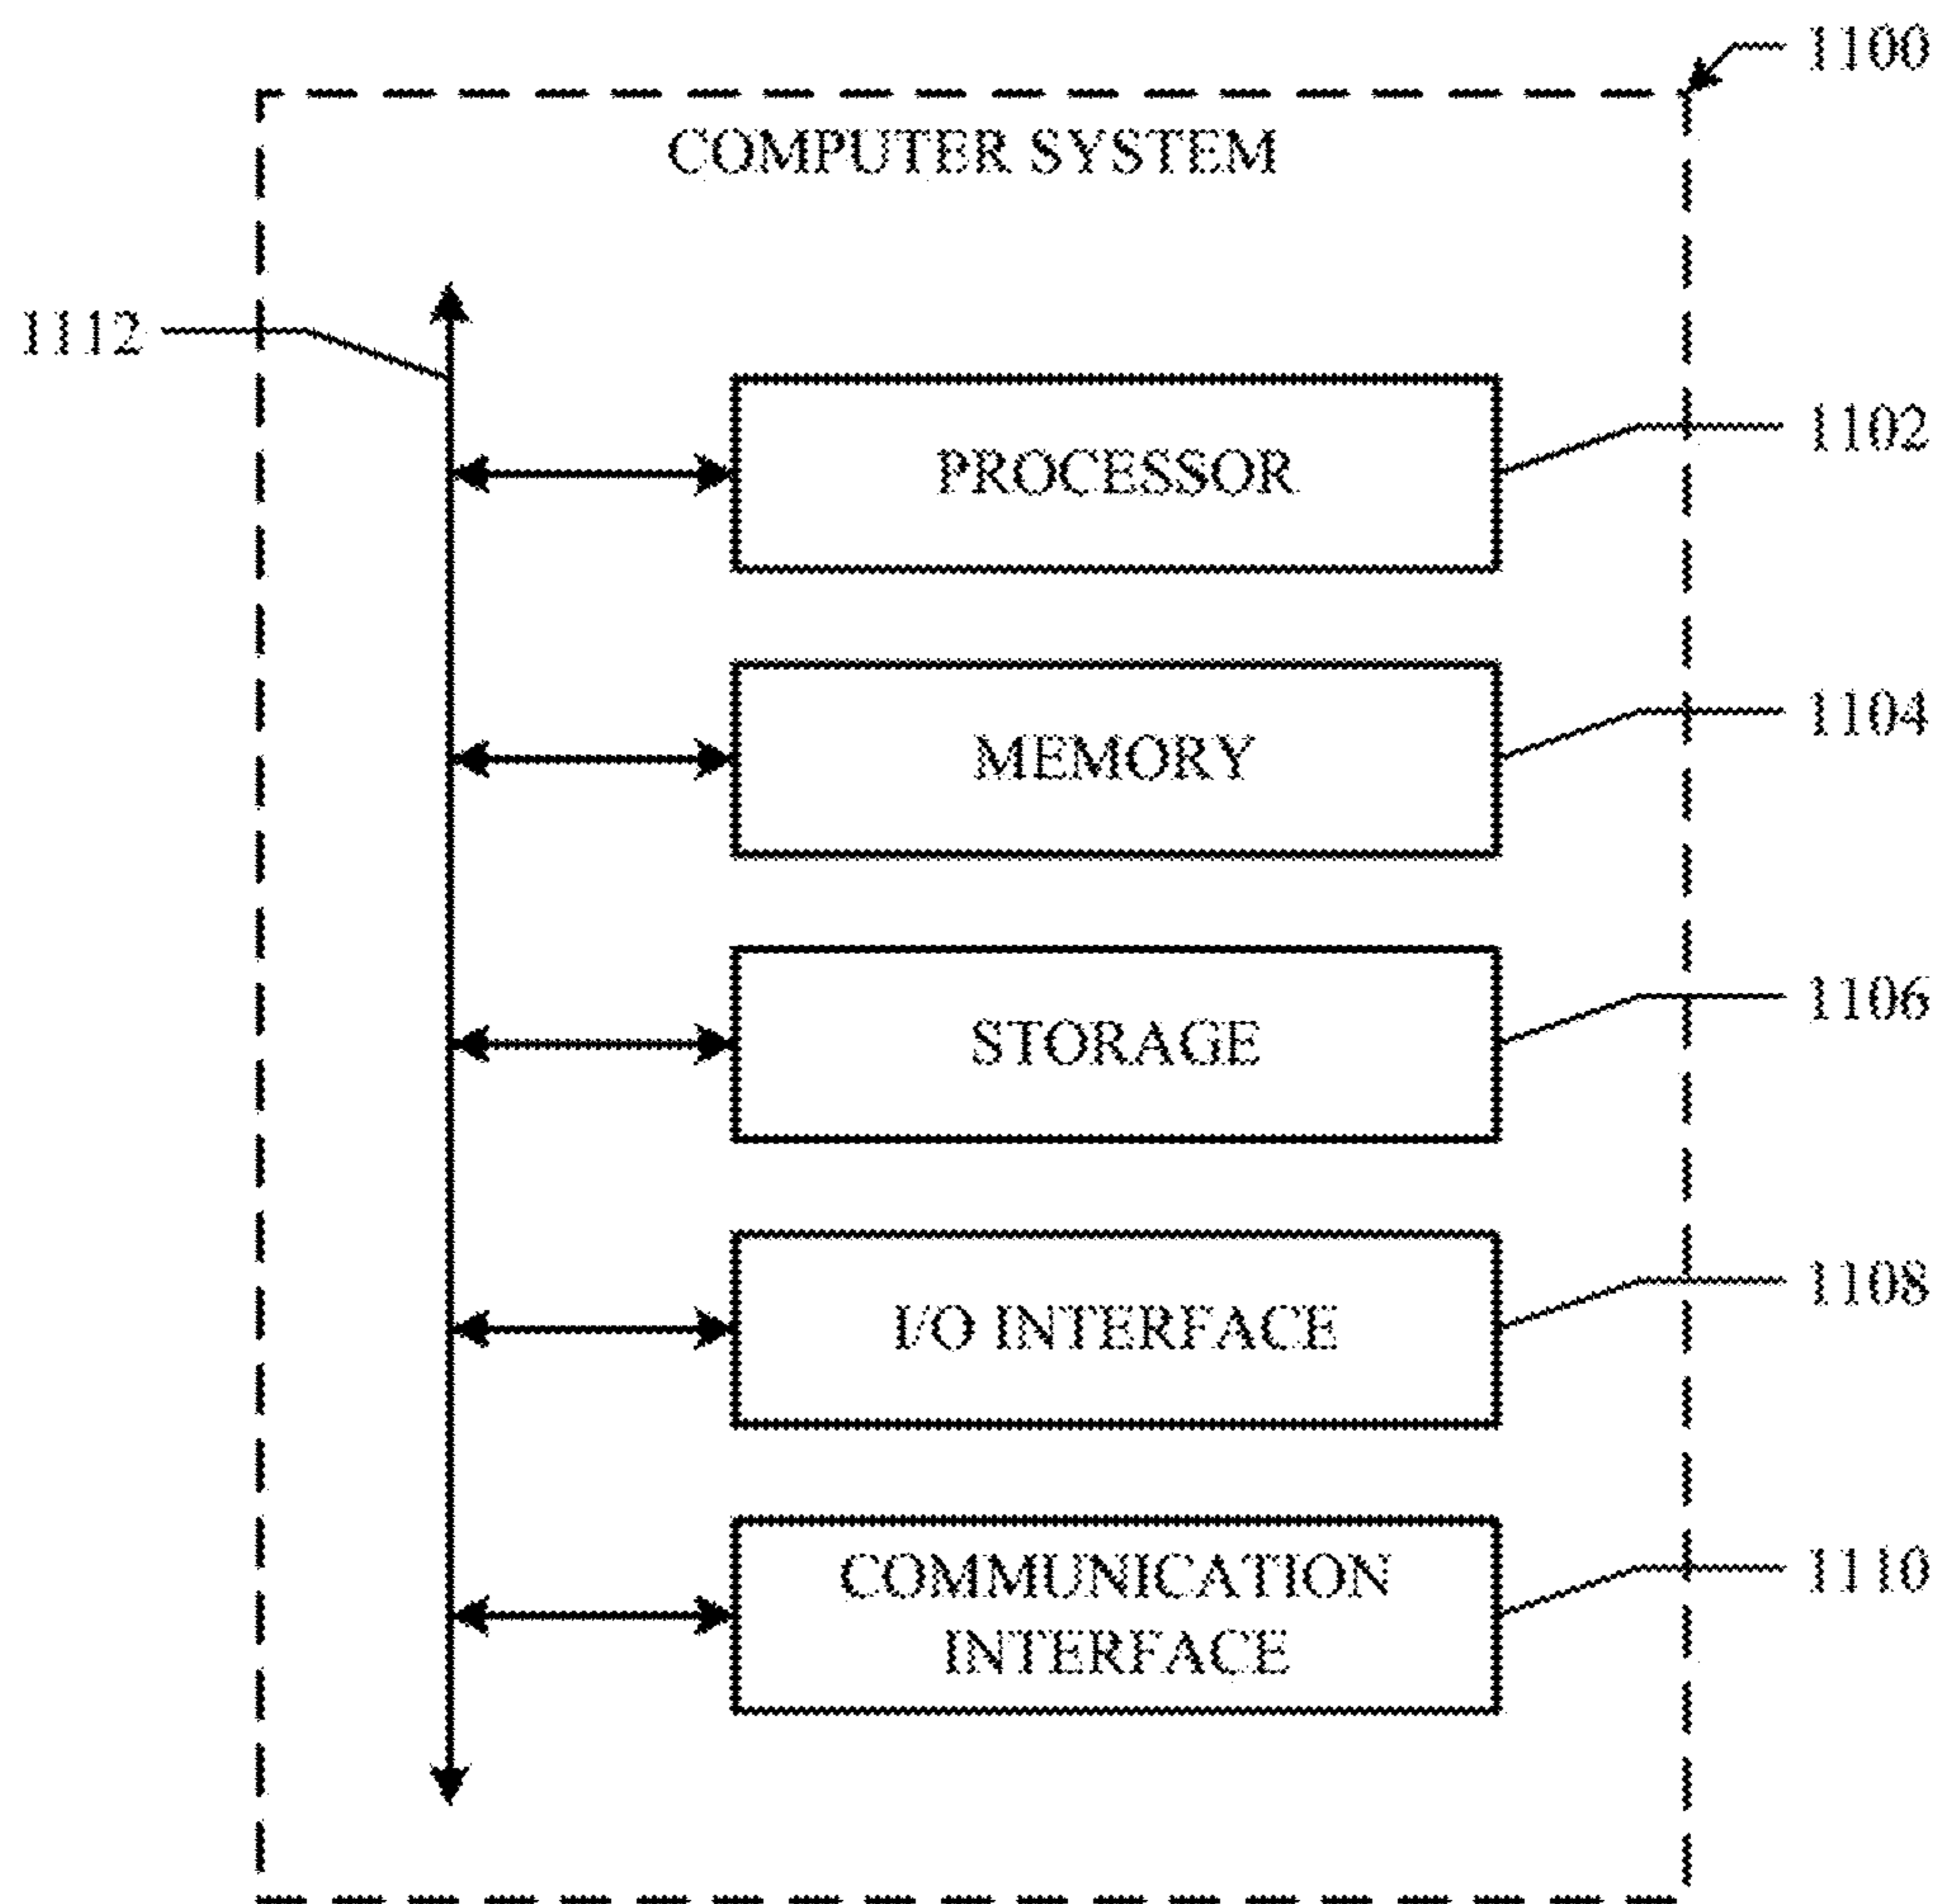 1100
COMPUTER SYSTEM
1112
PROCESSOR
1102
MEMORY
1104
STORAGE
1106
I/O INTERFACE
1108
COMMUNICATION
INTERFACE
1110